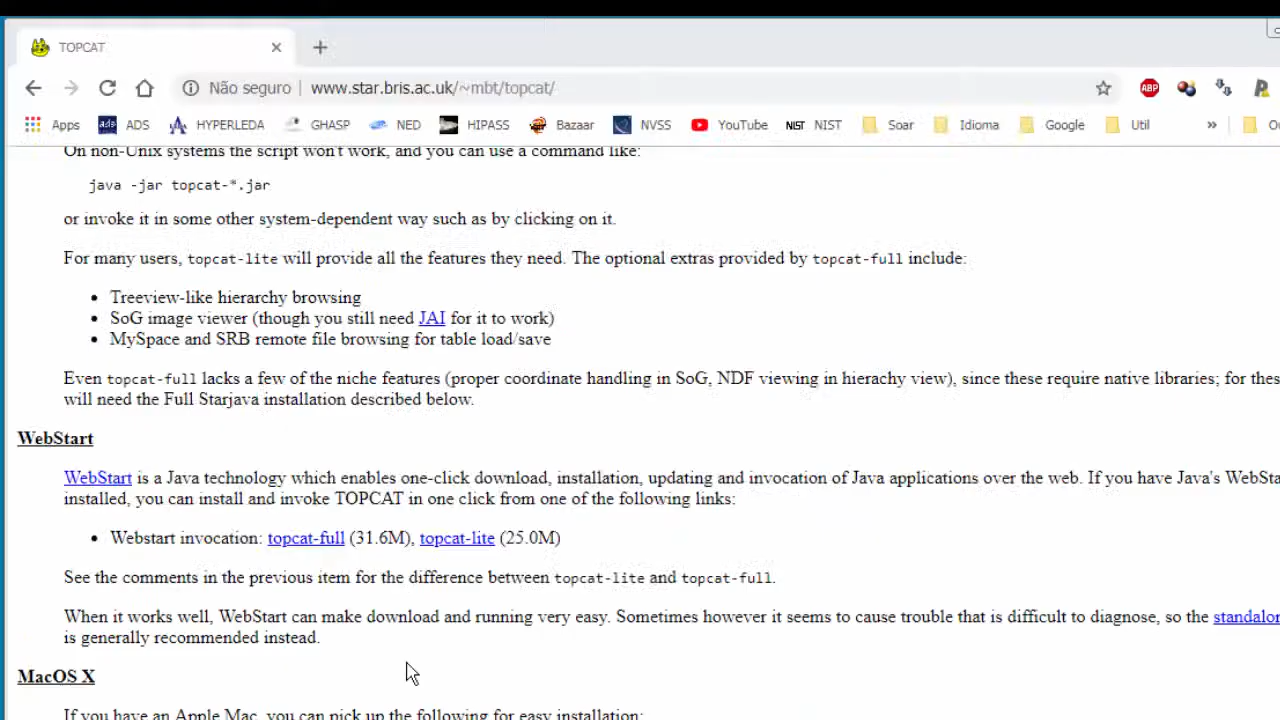 TOPCAT
Não seguro www.star.bris.ac.uk/~mbt/topcat/
ABP
Apps ads ADS HYPERLEDA GHASP NED HIPASS Bazaar NVSS YouTube NIST NIST Soar Idioma Google Util »
On non-Unix systems the script won't work, and you can use a command like:
java -jar topcat-*.jar
or invoke it in some other system-dependent way such as by clicking on it.
For many users, topcat-lite will provide all the features they need. The optional extras provided by topcat-full include:
• Treeview-like hierarchy browsing
• SoG image viewer (though you still need JAI for it to work)
• MySpace and SRB remote file browsing for table load/save
Even topcat-full lacks a few of the niche features (proper coordinate handling in SoG, NDF viewing in hierachy view), since these require native libraries; for these
will need the Full Starjava installation described below.
WebStart
WebStart is a Java technology which enables one-click download, installation, updating and invocation of Java applications over the web. If you have Java's WebSta
installed, you can install and invoke TOPCAT in one click from one of the following links:
• Webstart invocation: topcat-full (31.6M), topcat-lite (25.0M)
See the comments in the previous item for the difference between topcat-lite and topcat-full.
When it works well, WebStart can make download and running very easy. Sometimes however it seems to cause trouble that is difficult to diagnose, so the standalon
is generally recommended instead.
MacOS X
If you have an Apple Mac, you can pick up the following for easy installation: